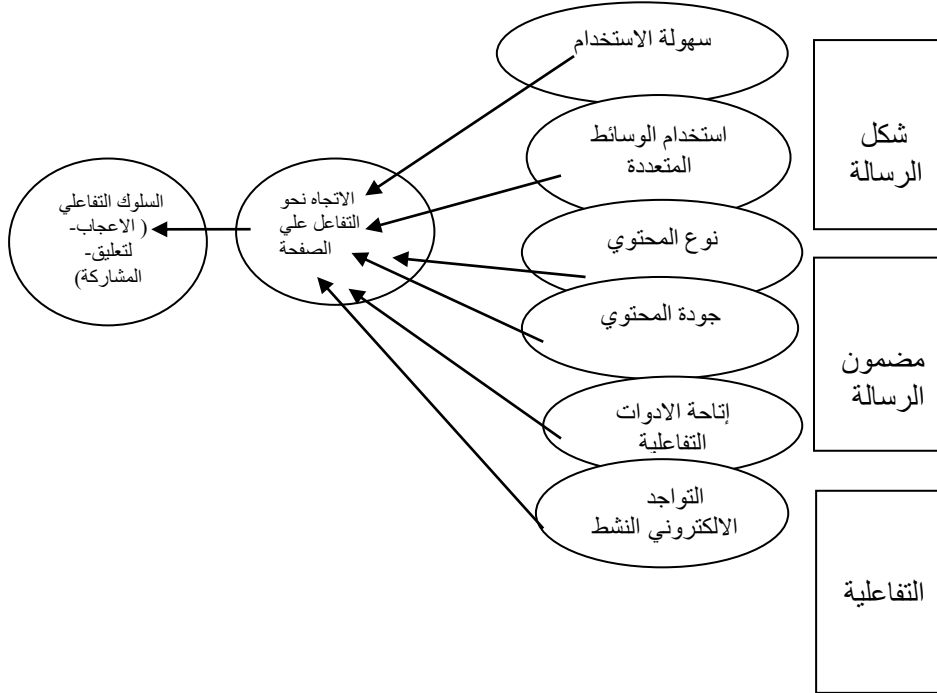 سهولة الاستخدام
استخدام الوسائط
المتعددة
نوع المحتوي
جودة المحتوي
إتاحة الادوات
التفاعلية
التواجد
الالكتروني النشط
شكل
الرسالة
مضمون
الرسالة
التفاعلية
الاتجاه نحو
التفاعل علي
الصفحة
السلوك التفاعلي
( الاعجاب-
لتعليق-
المشاركة)